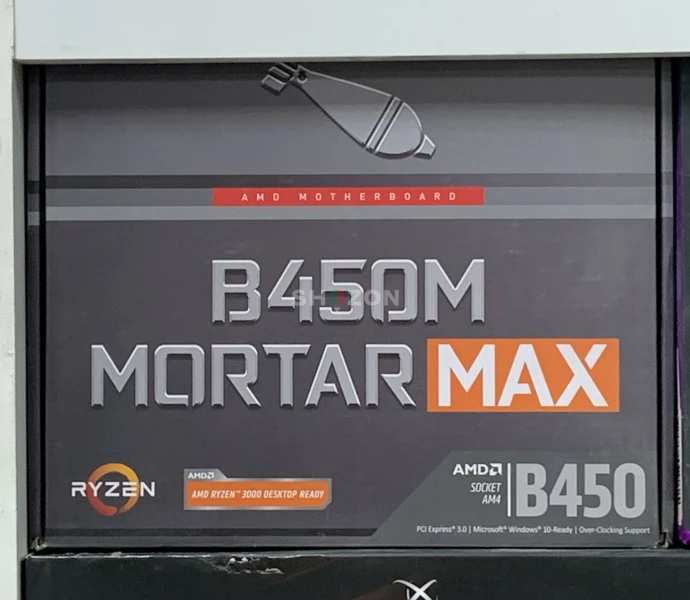 AMD MOTHERBOARD
B450M
SHOZON
MORTAR MAX
RYZEN
AMD
AMD RYZEN™ 3000 DESKTOP READY
AMD
SOCKET
AM4
B450
PCI Express® 3.0 | Microsoft® Windows® 10-Ready | Over-Clocking Support